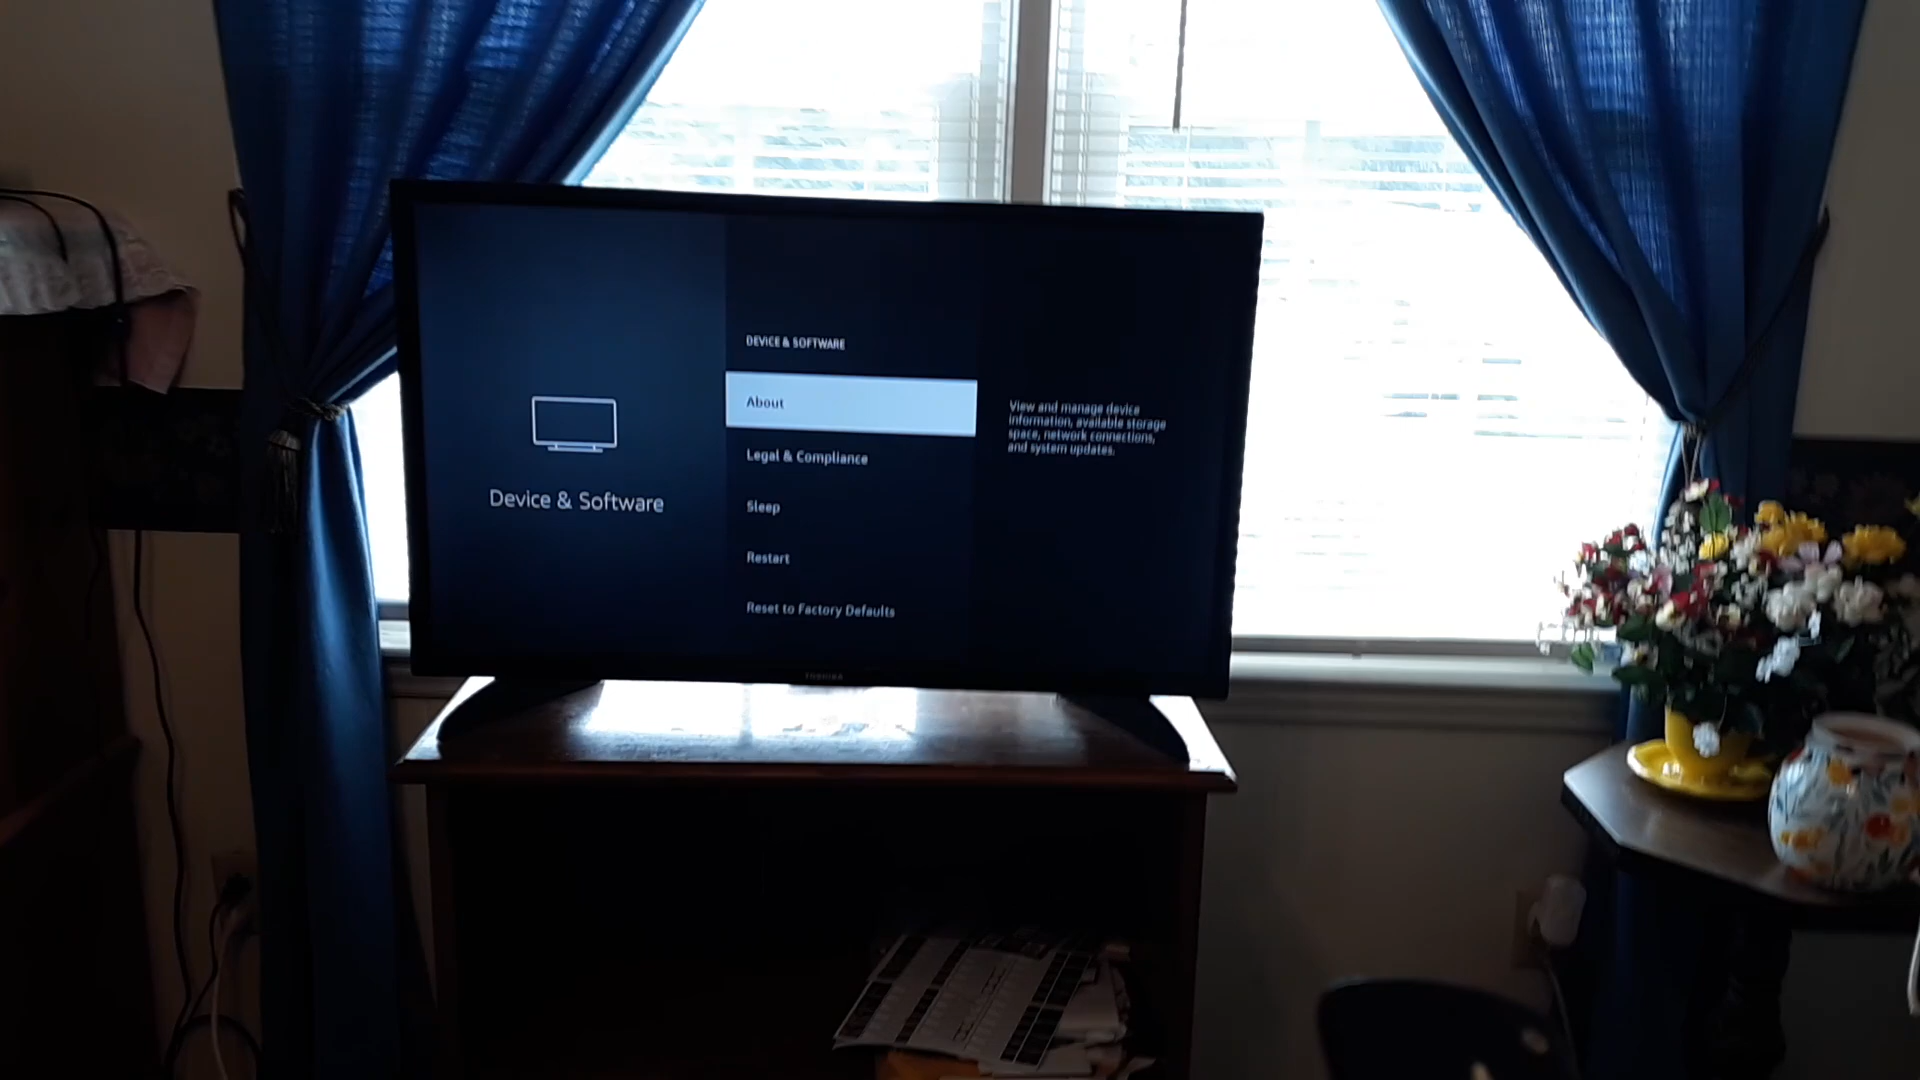 DEVICE & SOFTWARE
About
Legal & Compliance
Sleep
Restart
Reset to Factory Defaults
Device & Software
View and manage device
information, available storage
space, network connections,
and system updates.
TOSHIBA